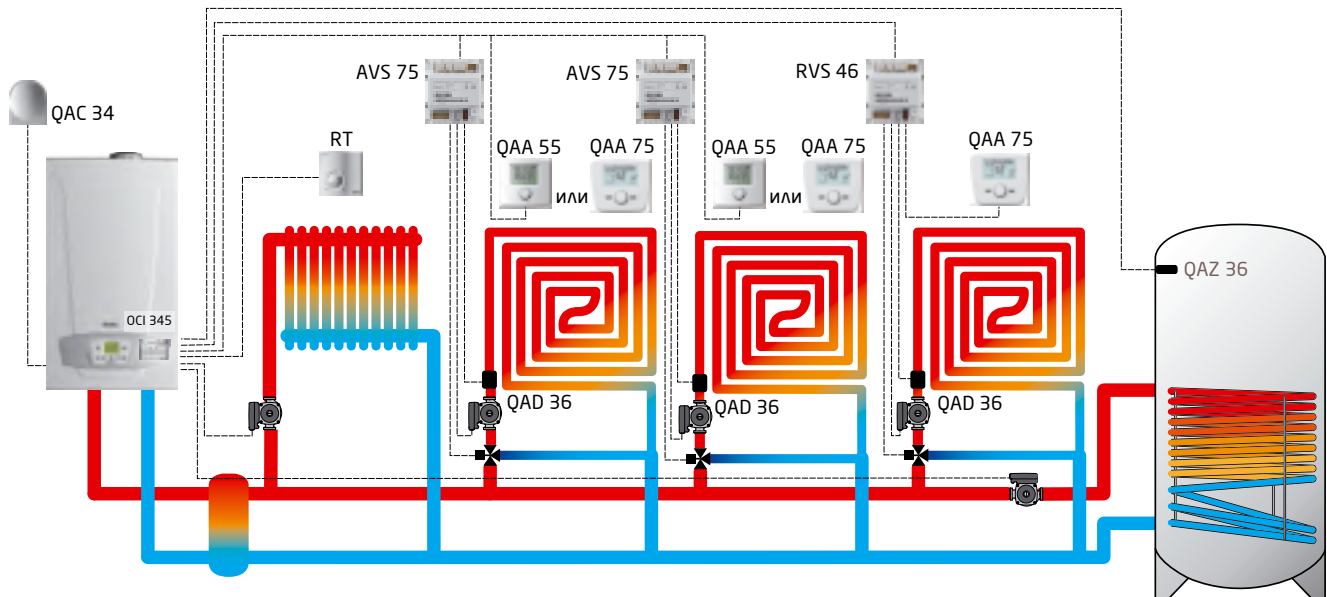 AVS 75
AVS 75
RVS 46
QAC 34
RT
QAA 55
или
QAA 75
QAA 55
или
QAA 75
QAA 75
QAZ 36
OCI 345
QAD 36
QAD 36
QAD 36